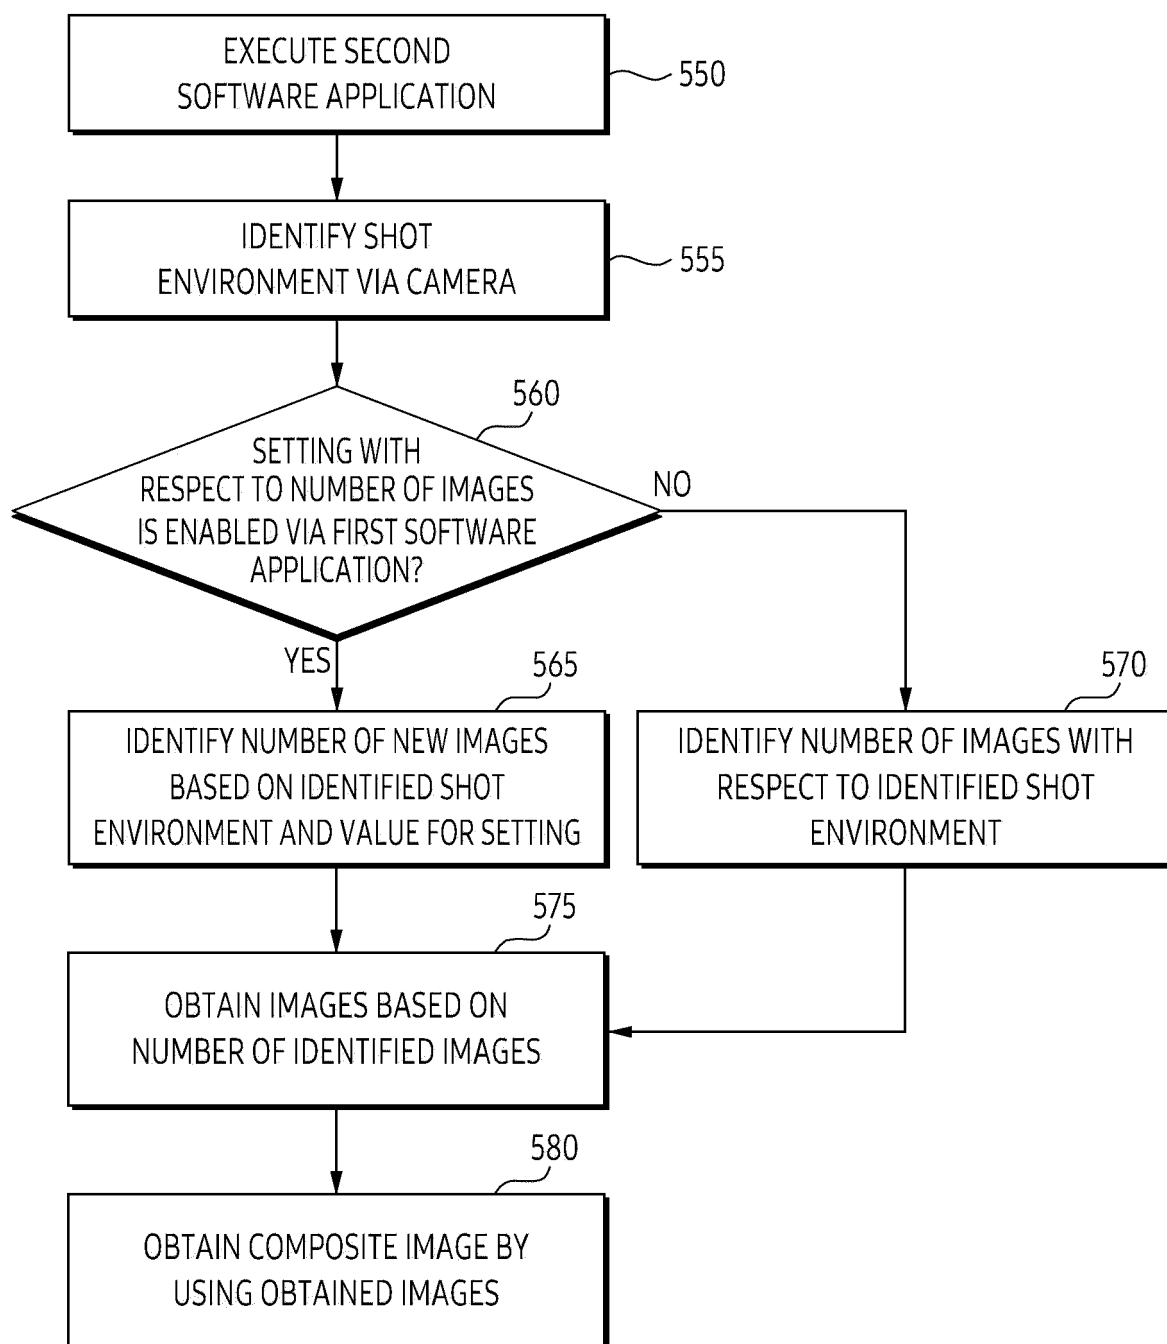 EXECUTE SECOND
SOFTWARE APPLICATION
550
IDENTIFY SHOT
ENVIRONMENT VIA CAMERA
555
560
SETTING WITH
RESPECT TO NUMBER OF IMAGES
IS ENABLED VIA FIRST SOFTWARE
APPLICATION?
NO
YES
565
IDENTIFY NUMBER OF NEW IMAGES
BASED ON IDENTIFIED SHOT
ENVIRONMENT AND VALUE FOR SETTING
570
IDENTIFY NUMBER OF IMAGES WITH
RESPECT TO IDENTIFIED SHOT
ENVIRONMENT
575
OBTAIN IMAGES BASED ON
NUMBER OF IDENTIFIED IMAGES
580
OBTAIN COMPOSITE IMAGE BY
USING OBTAINED IMAGES